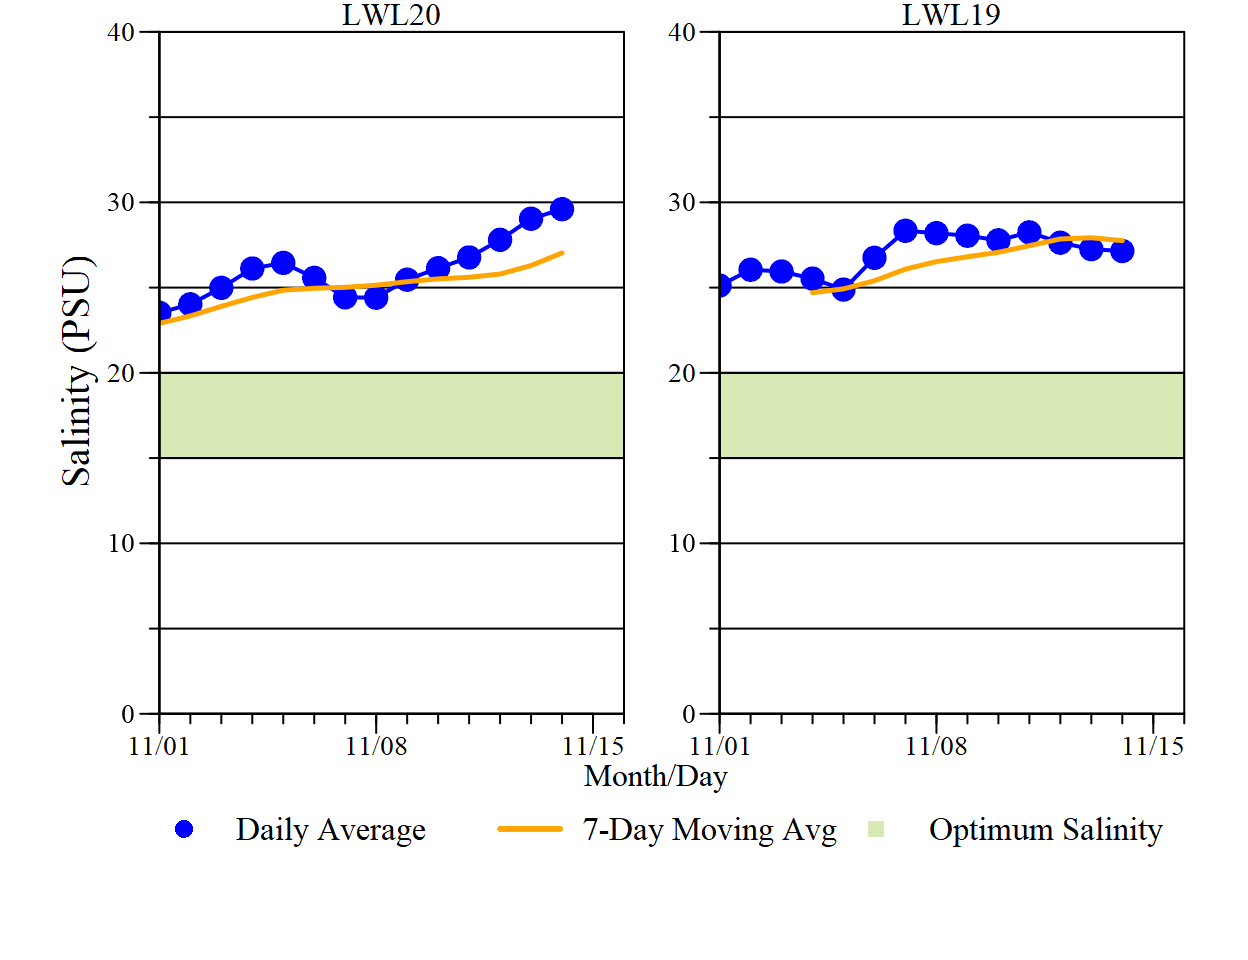 LWL20
LWL19
40
30
20
10
0
40
30
20
10
0
Salinity (PSU)
11/01
11/08
11/15
11/01
11/08
11/15
Month/Day
Daily Average
7-Day Moving Avg
Optimum Salinity